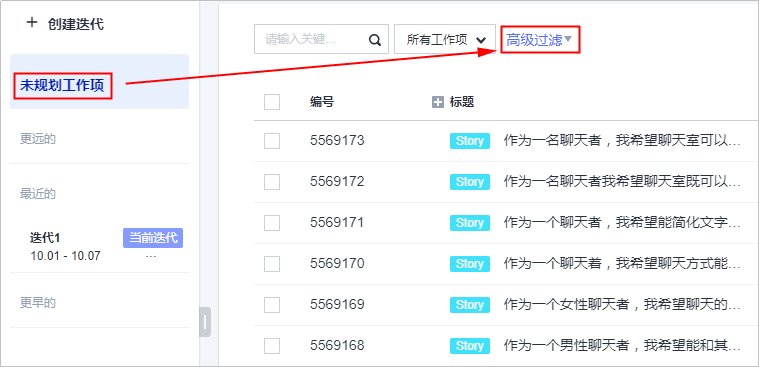 + 创建迭代
未规划工作项
更远的
最近的
迭代1 当前迭代
10.01 - 10.07 ...
更早的
请输入关键... 所有工作项 高级过滤
编号 标题
5569173 Story 作为一名聊天者，我希望聊天室可以...
5569172 Story 作为一名聊天者我希望聊天室既可以...
5569171 Story 作为一个聊天者，我希望能简化文字...
5569170 Story 作为一个聊天着，我希望聊天方式能...
5569169 Story 作为一个女性聊天者，我希望聊天的...
5569168 Story 作为一个男性聊天者，我希望能和其...